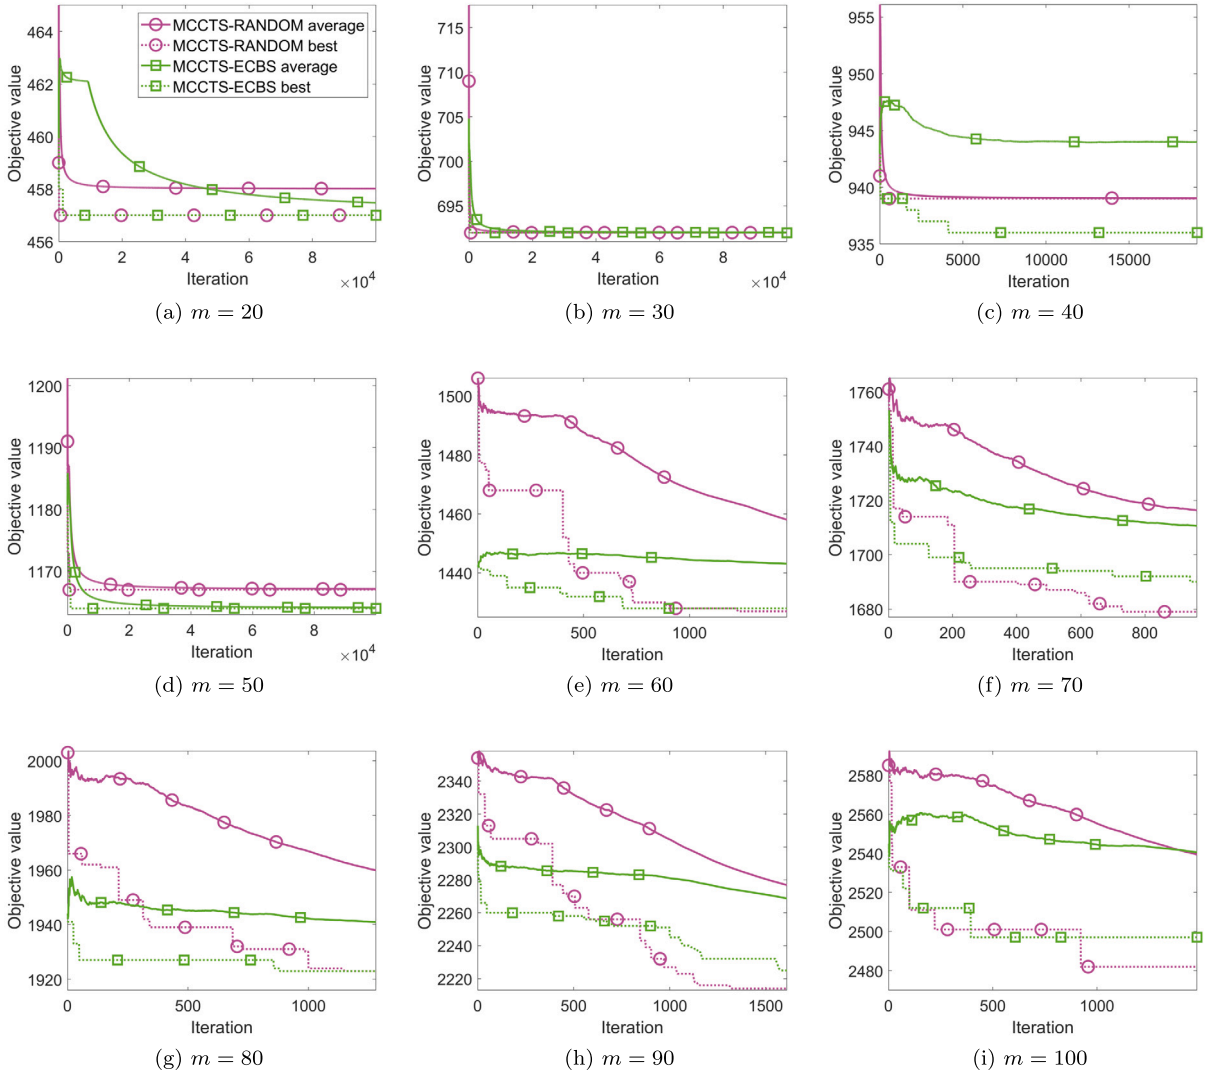 464
462
460
458
456
Objective value
MCCTS-RANDOM average
MCCTS-RANDOM best
MCCTS-ECBS average
MCCTS-ECBS best
0 2 4 6 8
×10⁴
Iteration
(a) m = 20
715
710
705
700
695
Objective value
0 2 4 6 8
×10⁴
Iteration
(b) m = 30
955
950
945
940
935
Objective value
0 5000 10000 15000
Iteration
(c) m = 40
1200
1190
1180
1170
Objective value
0 2 4 6 8
×10⁴
Iteration
(d) m = 50
1500
1480
1460
1440
Objective value
0 500 1000
Iteration
(e) m = 60
1760
1740
1720
1700
1680
Objective value
0 200 400 600 800
Iteration
(f) m = 70
2000
1980
1960
1940
1920
Objective value
0 500 1000
Iteration
(g) m = 80
2340
2320
2300
2280
2260
2240
2220
Objective value
0 500 1000 1500
Iteration
(h) m = 90
2580
2560
2540
2520
2500
2480
Objective value
0 500 1000
Iteration
(i) m = 100